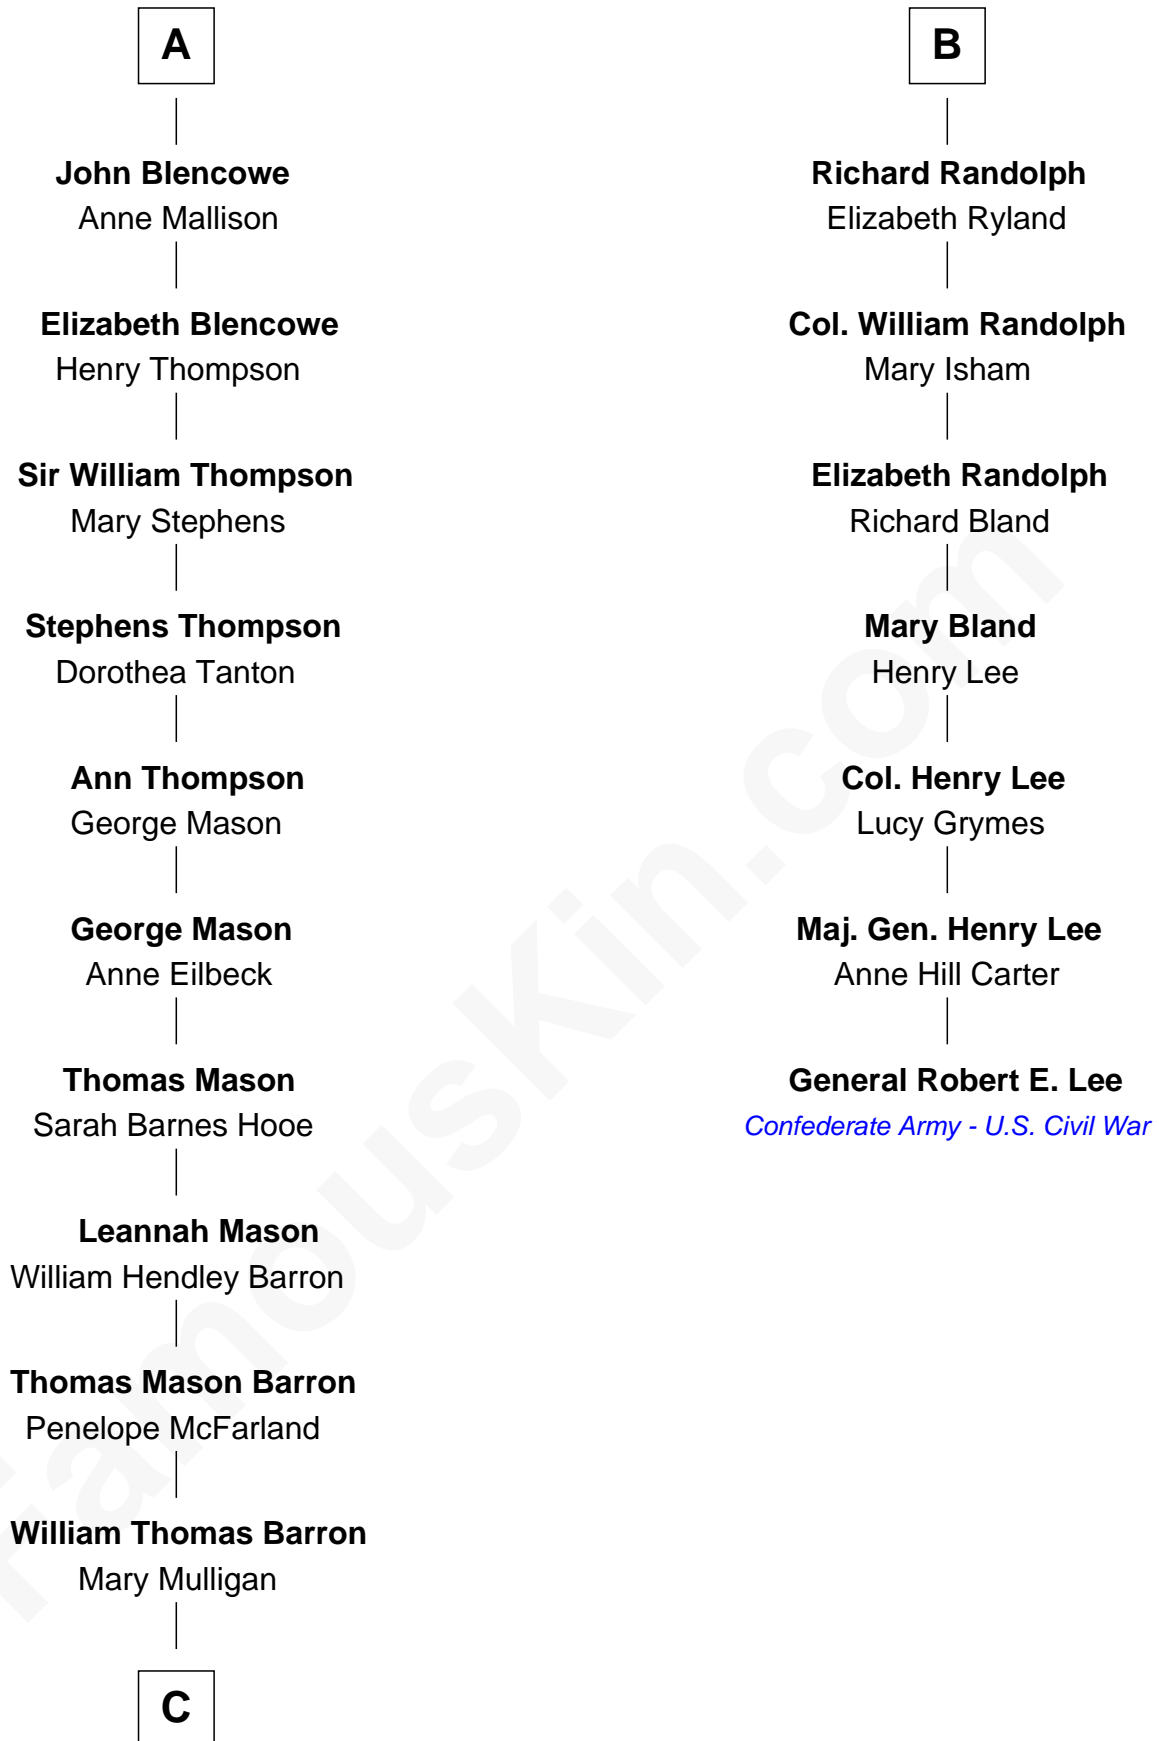 A
John Blencowe
Anne Mallison
Elizabeth Blencowe
Henry Thompson
Sir William Thompson
Mary Stephens
Stephens Thompson
Dorothea Tanton
Ann Thompson
George Mason
George Mason
Anne Eilbeck
Thomas Mason
Sarah Barnes Hooe
Leannah Mason
William Hendley Barron
Thomas Mason Barron
Penelope McFarland
William Thomas Barron
Mary Mulligan
C
B
Richard Randolph
Elizabeth Ryland
Col. William Randolph
Mary Isham
Elizabeth Randolph
Richard Bland
Mary Bland
Henry Lee
Col. Henry Lee
Lucy Grymes
Maj. Gen. Henry Lee
Anne Hill Carter
General Robert E. Lee
Confederate Army - U.S. Civil War
FamousKin.com